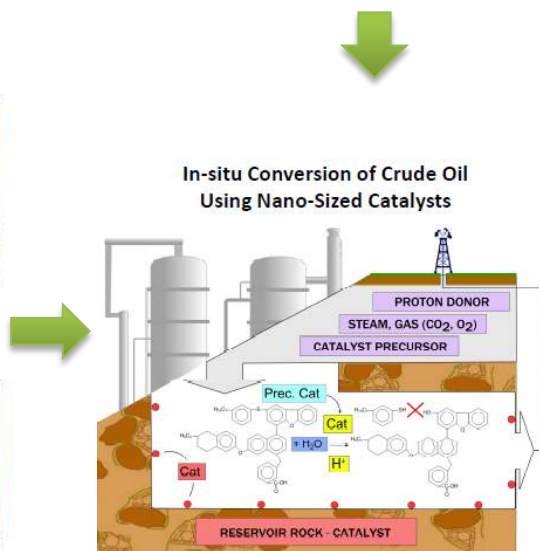 In-situ Conversion of Crude Oil
Using Nano-Sized Catalysts
PROTON DONOR
STEAM, GAS (CO₂, O₂)
CATALYST PRECURSOR
Prec. Cat
Cat
+ H₂O
H⁺
Cat
RESERVOIR ROCK - CATALYST